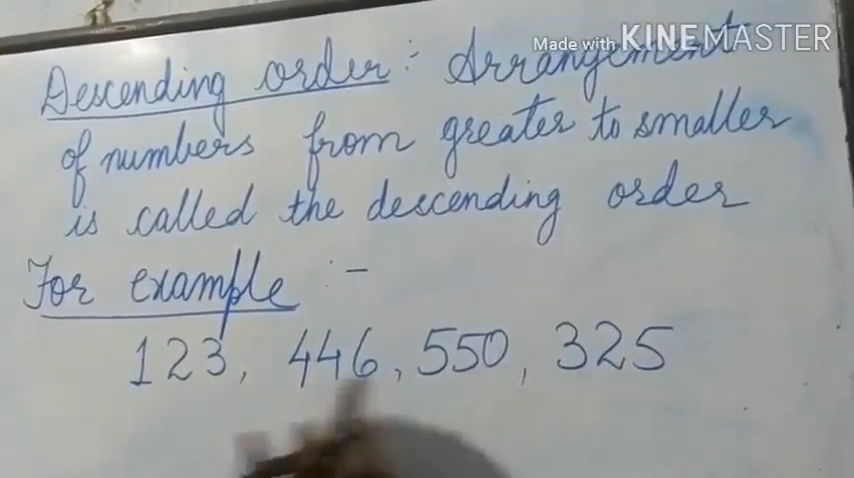 Made with KINEMASTER
Descending order :- Arrangement
of numbers from greater to smaller
is called the descending order
For example :-
123, 446, 550, 325